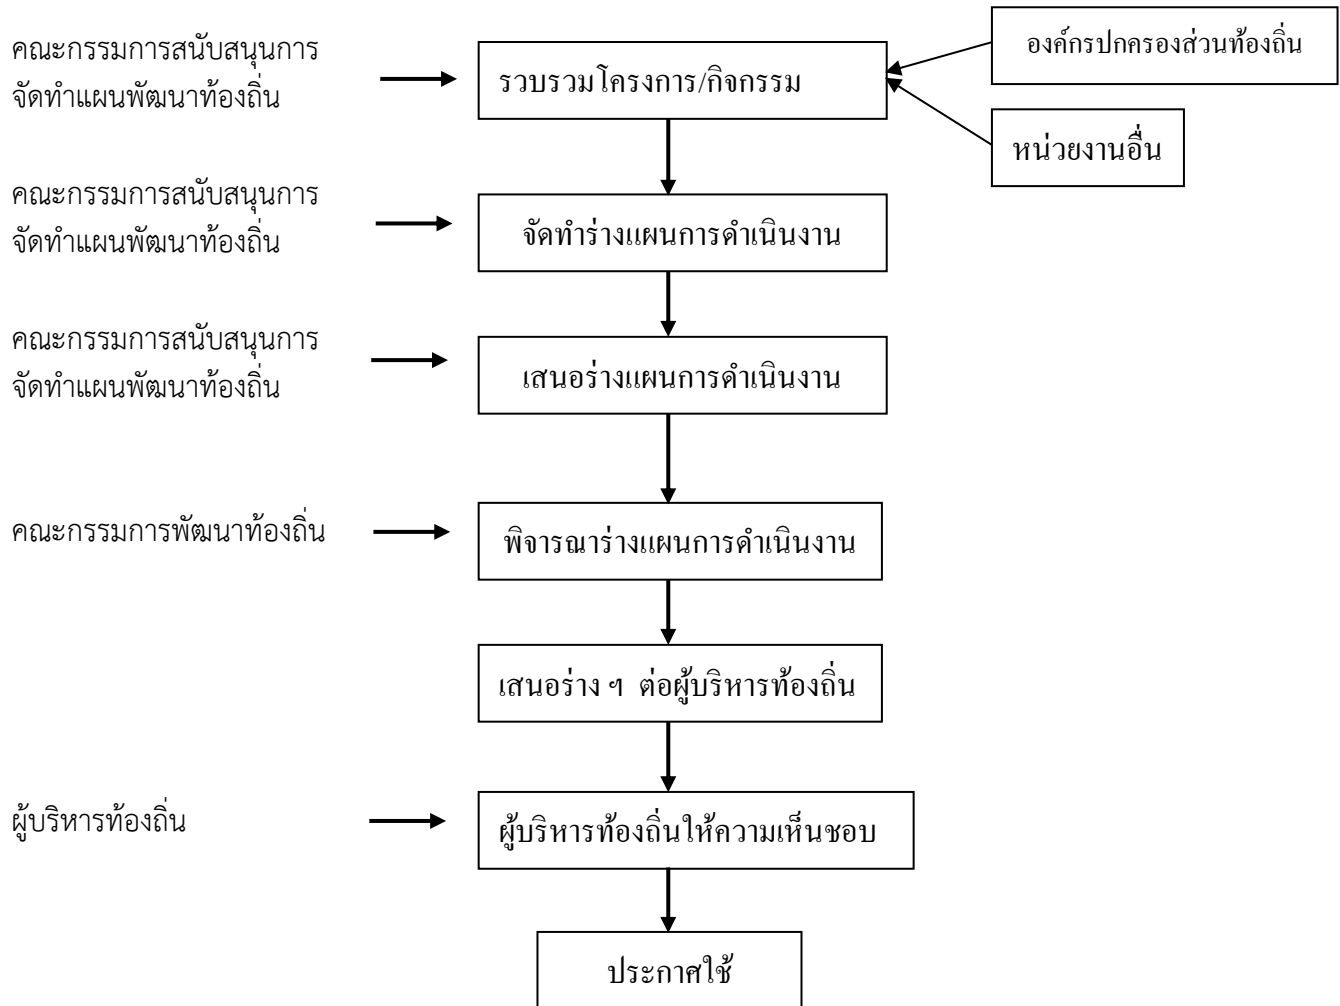 คณะกรรมการสนับสนุนการ
จัดทำแผนพัฒนาท้องถิ่น
รวบรวมโครงการ/กิจกรรม
องค์กรปกครองส่วนท้องถิ่น
หน่วยงานอื่น
คณะกรรมการสนับสนุนการ
จัดทำแผนพัฒนาท้องถิ่น
จัดทำร่างแผนการดำเนินงาน
คณะกรรมการสนับสนุนการ
จัดทำแผนพัฒนาท้องถิ่น
เสนอร่างแผนการดำเนินงาน
คณะกรรมการพัฒนาท้องถิ่น
พิจารณาร่างแผนการดำเนินงาน
เสนอร่าง ฯ ต่อผู้บริหารท้องถิ่น
ผู้บริหารท้องถิ่น
ผู้บริหารท้องถิ่นให้ความเห็นชอบ
ประกาศใช้